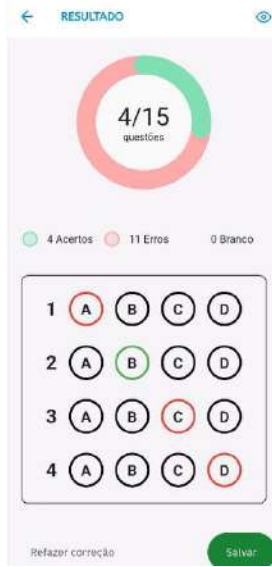 RESULTADO
4/15
questões
4 Acertos 11 Erros 0 Branco
1 A B C D
2 A B C D
3 A B C D
4 A B C D
Refazer correção Salvar